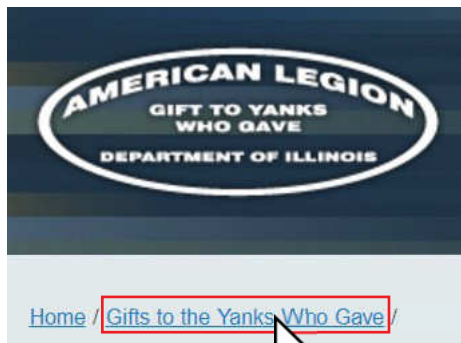 AMERICAN LEGION
GIFT TO YANKS
WHO GAVE
DEPARTMENT OF ILLINOIS
Home / Gifts to the Yanks Who Gave /